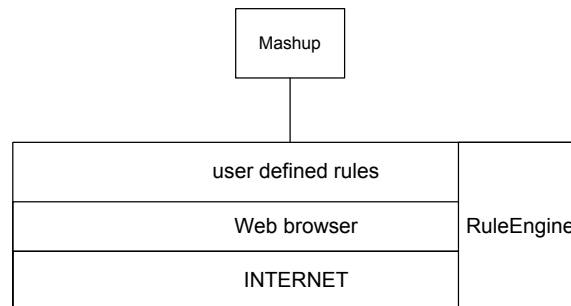 Mashup
user defined rules
Web browser
RuleEngine
INTERNET